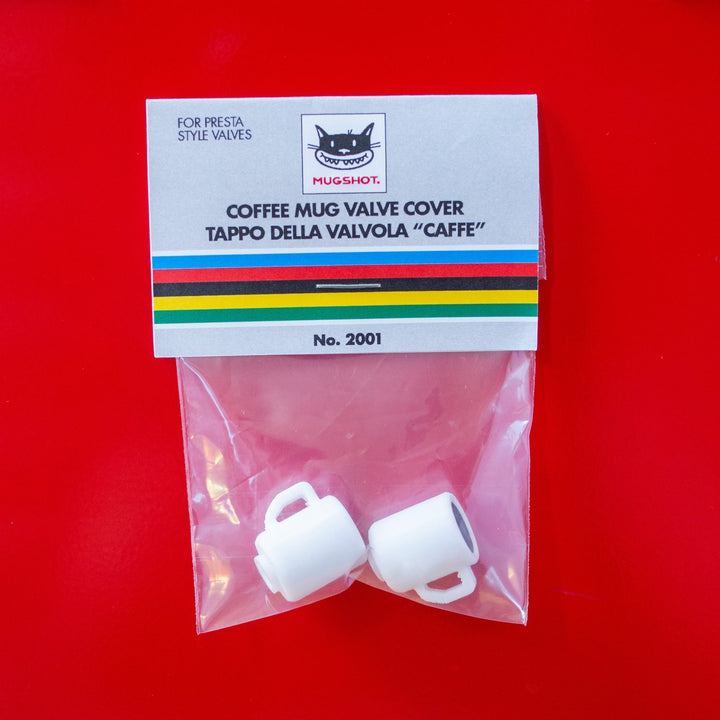 FOR PRESTA
STYLE VALVES
MUGSHOT.
COFFEE MUG VALVE COVER
TAPPO DELLA VALVOLA “CAFFE”
No. 2001